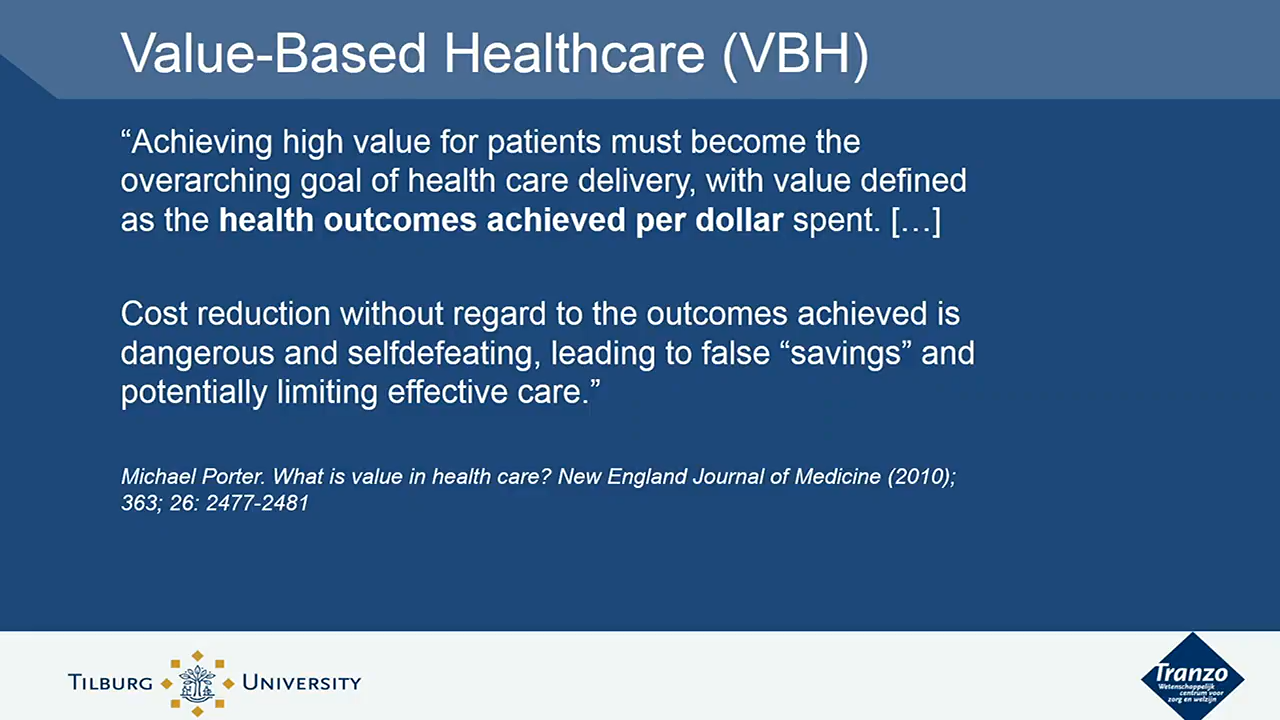 Value-Based Healthcare (VBH)
“Achieving high value for patients must become the
overarching goal of health care delivery, with value defined
as the health outcomes achieved per dollar spent. […]
Cost reduction without regard to the outcomes achieved is
dangerous and selfdefeating, leading to false “savings” and
potentially limiting effective care.”
Michael Porter. What is value in health care? New England Journal of Medicine (2010);
363; 26: 2477-2481
TILBURG UNIVERSITY
Tranzo
Wetenschappelijk
centrum voor
zorg en welzijn